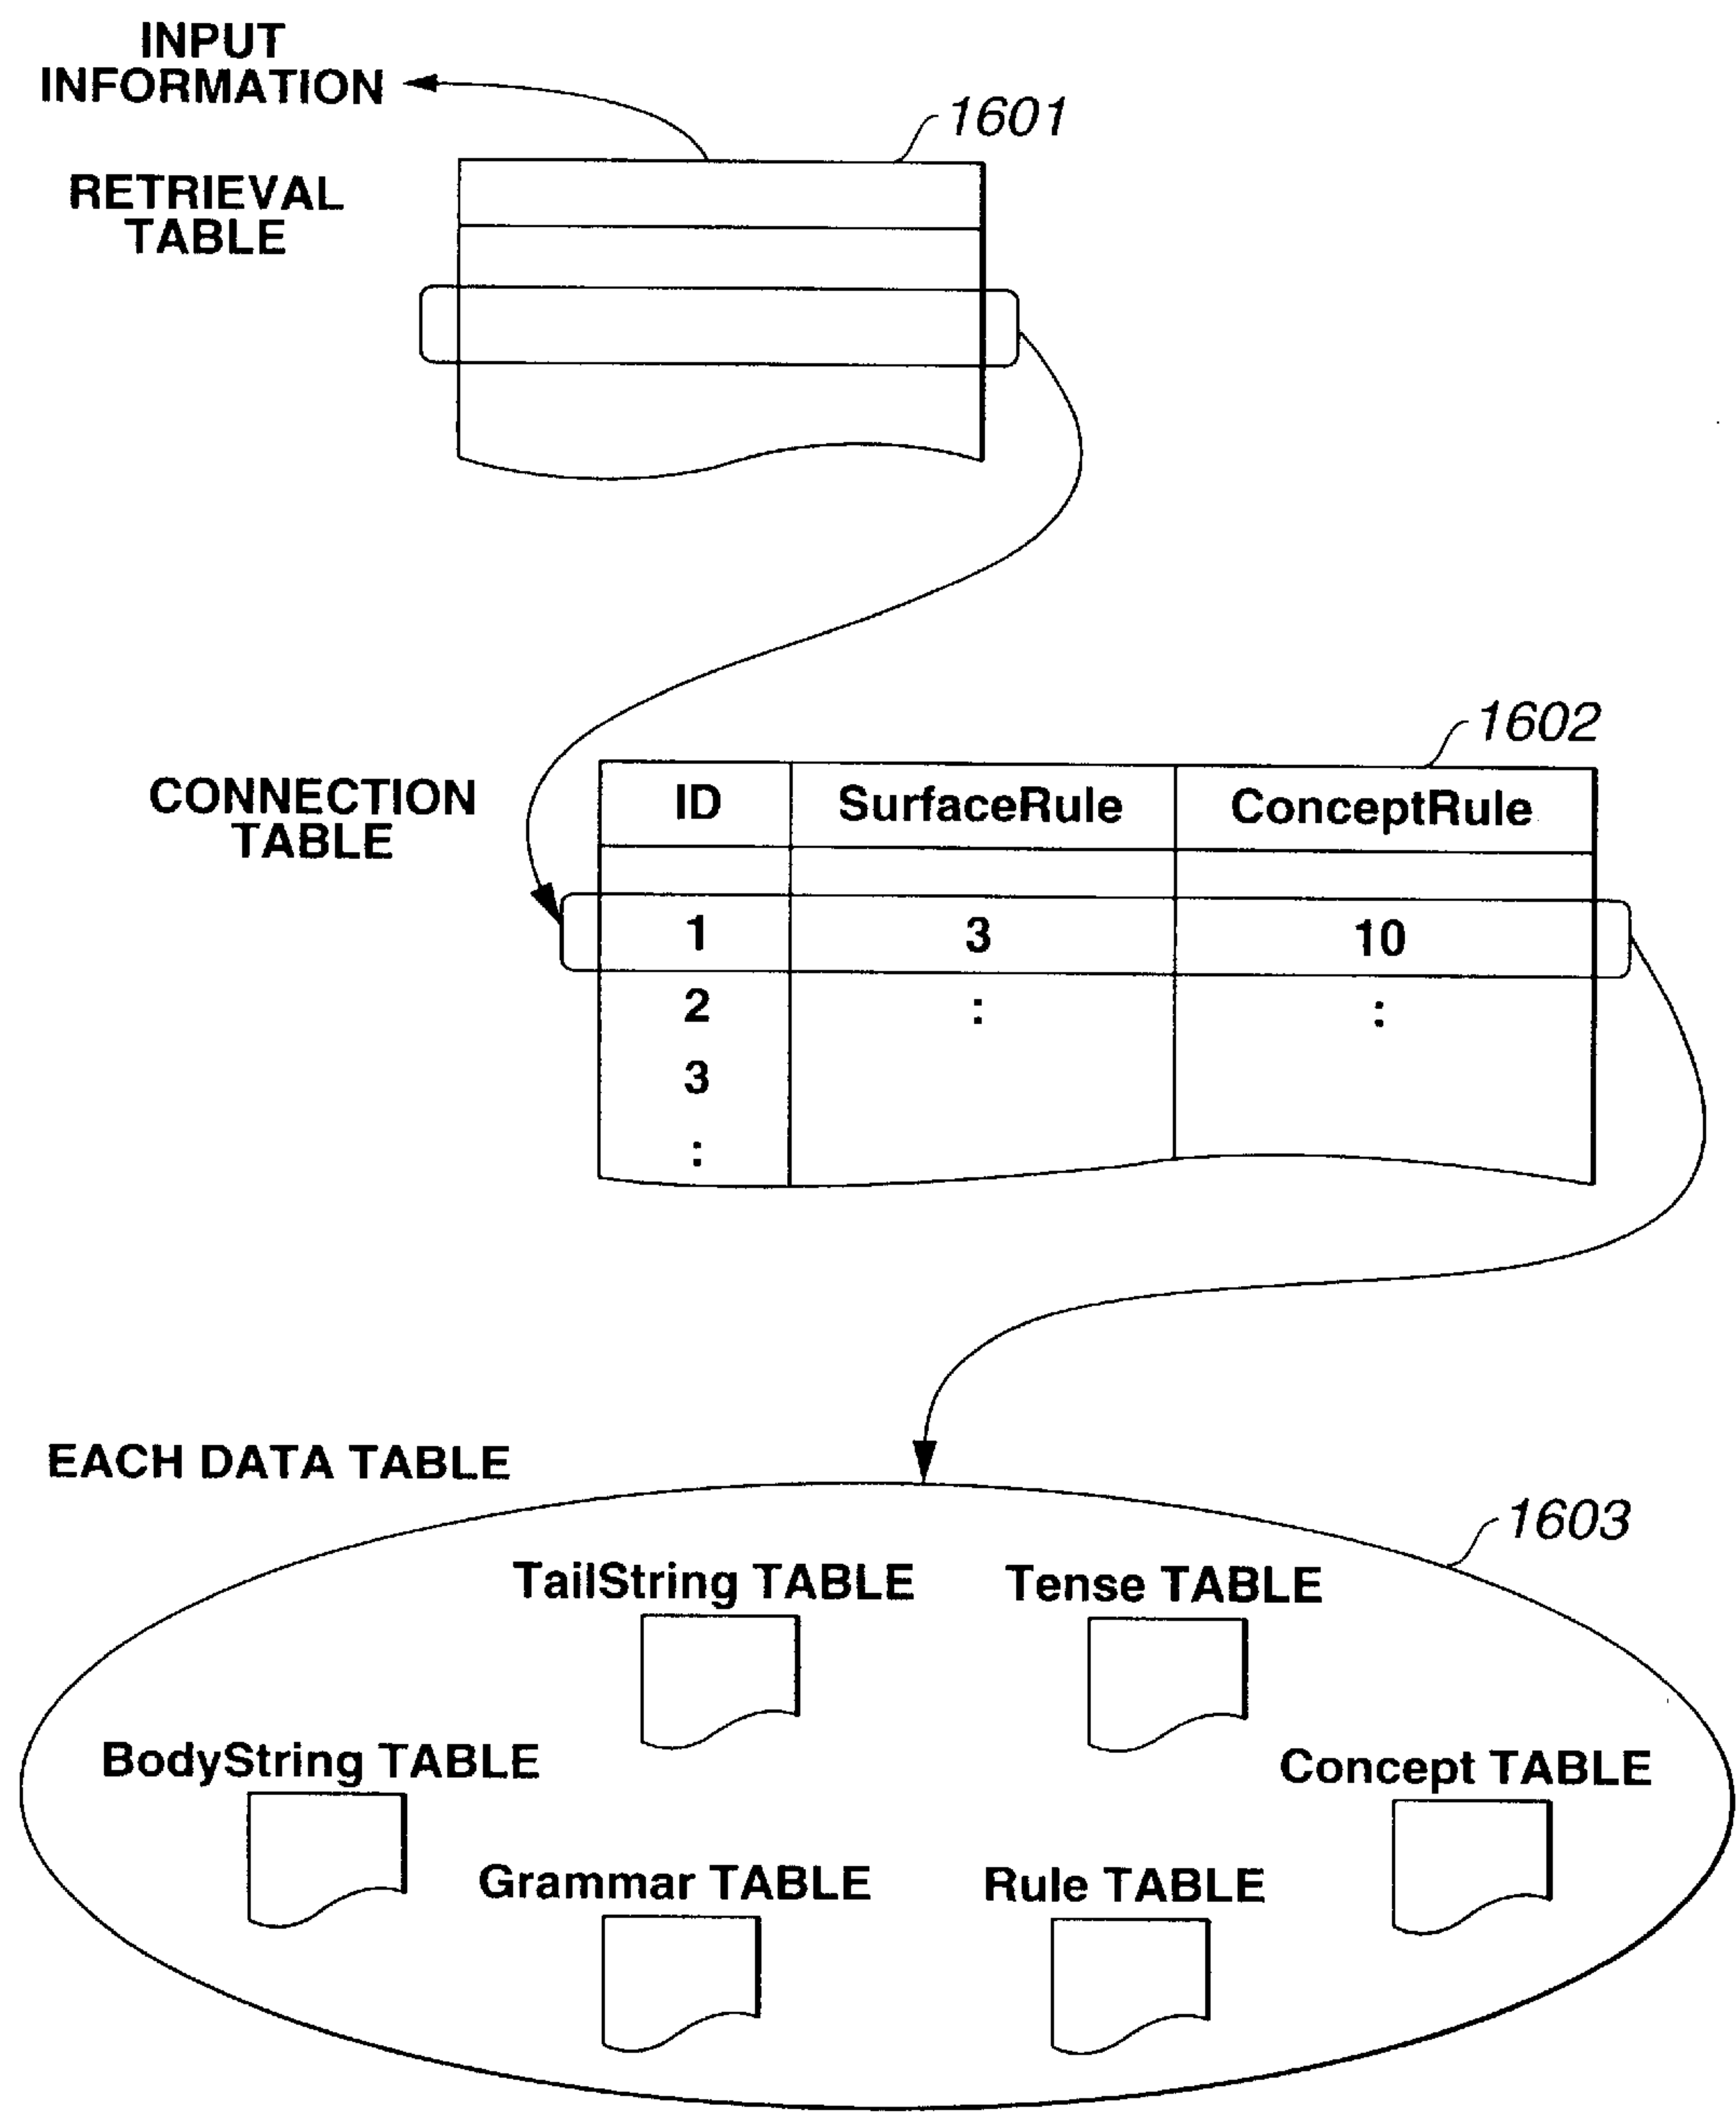 INPUT
INFORMATION
1601
RETRIEVAL
TABLE
1602
CONNECTION
TABLE
ID SurfaceRule ConceptRule
1 3 10
2 : :
3
:
EACH DATA TABLE
1603
TailString TABLE Tense TABLE
BodyString TABLE Concept TABLE
Grammar TABLE Rule TABLE